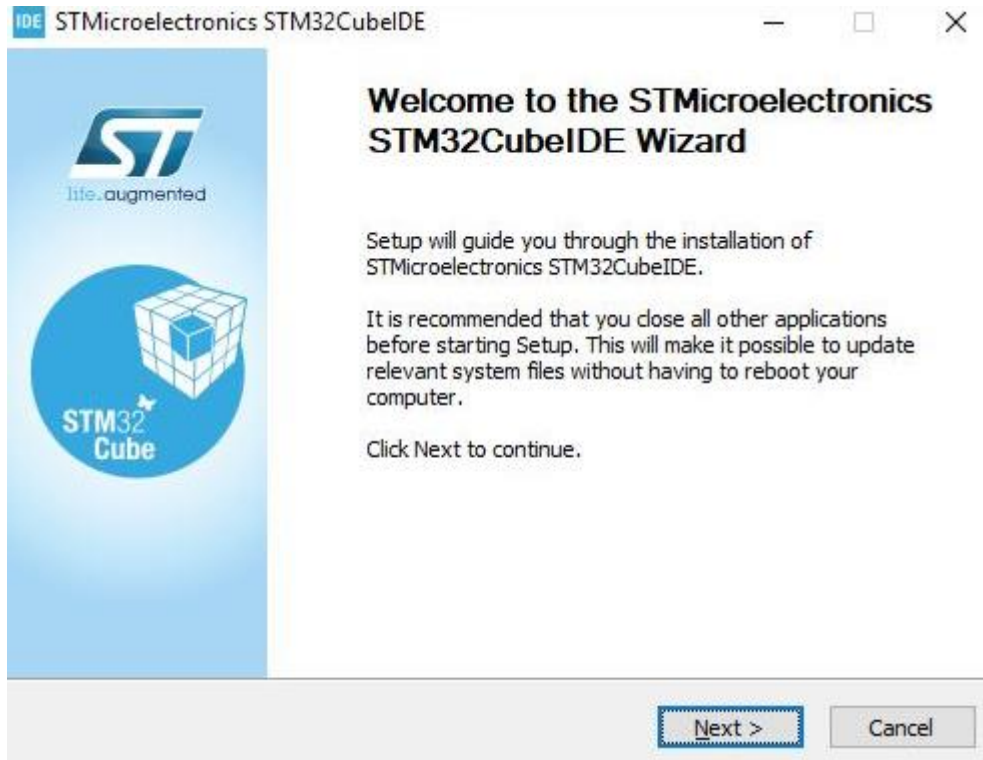 IDE STMicroelectronics STM32CubeIDE
ST
life.augmented
STM32
Cube
Welcome to the STMicroelectronics
STM32CubeIDE Wizard
Setup will guide you through the installation of
STMicroelectronics STM32CubeIDE.
It is recommended that you close all other applications
before starting Setup. This will make it possible to update
relevant system files without having to reboot your
computer.
Click Next to continue.
Next >
Cancel